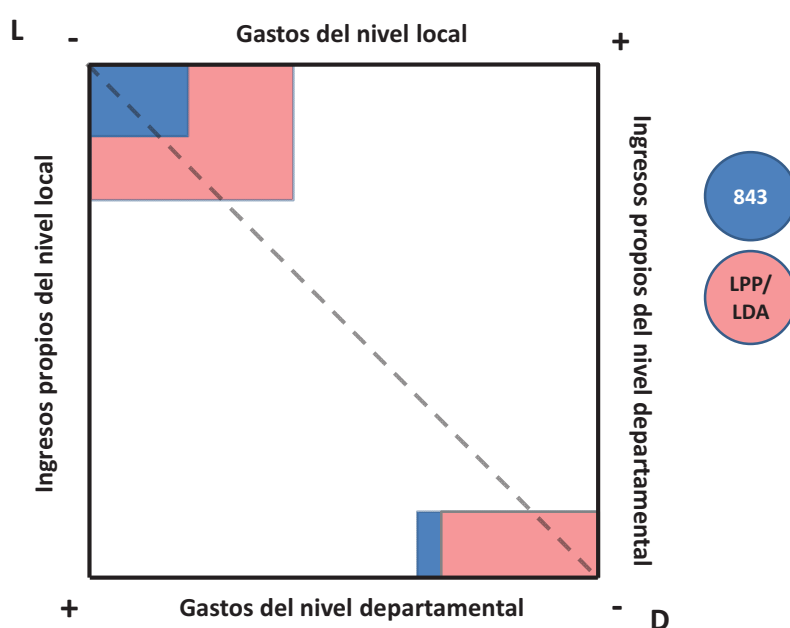 L
-
Gastos del nivel local
+
Ingresos propios del nivel local
Ingresos propios del nivel departamental
843
LPP/
LDA
+
Gastos del nivel departamental
-
D